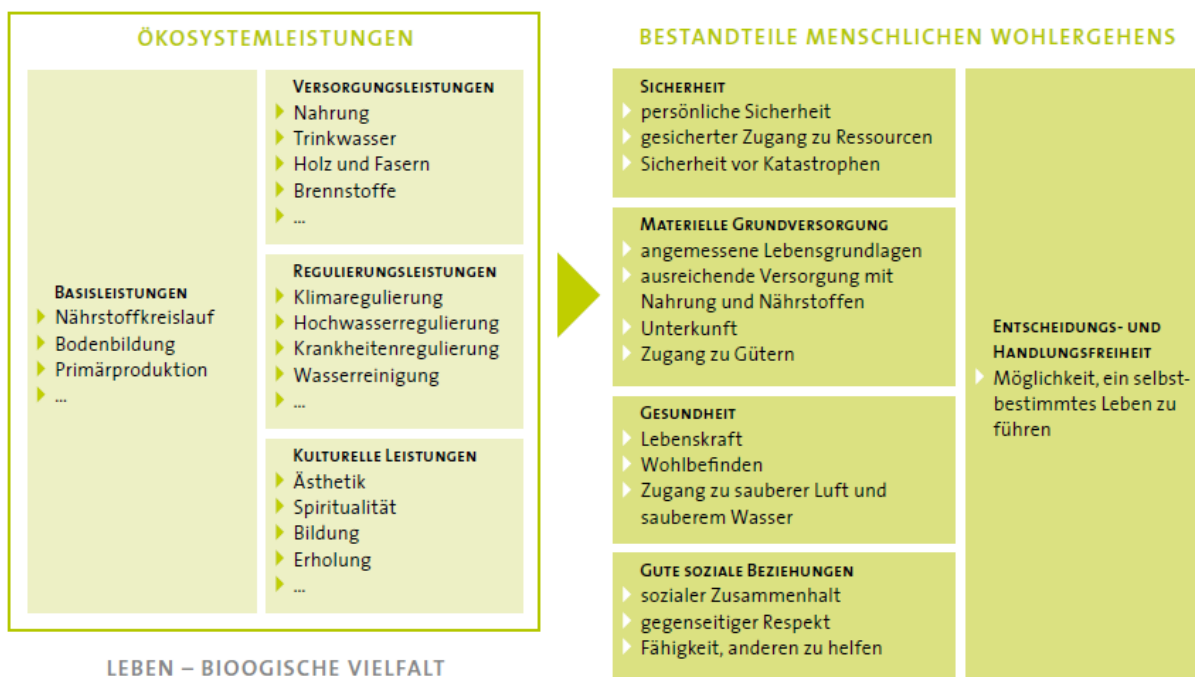 ÖKOSYSTEMLEISTUNGEN
BASISLEISTUNGEN
Nährstoffkreislauf
Bodenbildung
Primärproduktion
...
VERSORGUNGSLEISTUNGEN
Nahrung
Trinkwasser
Holz und Fasern
Brennstoffe
...
REGULIERUNGSLEISTUNGEN
Klimaregulierung
Hochwasserregulierung
Krankheitenregulierung
Wasserreinigung
...
KULTURELLE LEISTUNGEN
Ästhetik
Spiritualität
Bildung
Erholung
...
LEBEN – BIOOGISCHE VIELFALT
BESTANDTEILE MENSCHLICHEN WOHLERGEHENS
SICHERHEIT
persönliche Sicherheit
gesicherter Zugang zu Ressourcen
Sicherheit vor Katastrophen
MATERIELLE GRUNDVERSORGUNG
angemessene Lebensgrundlagen
ausreichende Versorgung mit
Nahrung und Nährstoffen
Unterkunft
Zugang zu Gütern
GESUNDHEIT
Lebenskraft
Wohlbefinden
Zugang zu sauberer Luft und
sauberem Wasser
GUTE SOZIALE BEZIEHUNGEN
sozialer Zusammenhalt
gegenseitiger Respekt
Fähigkeit, anderen zu helfen
ENTSCHEIDUNGS- UND
HANDLUNGSFREIHEIT
Möglichkeit, ein selbst-
bestimmtes Leben zu
führen